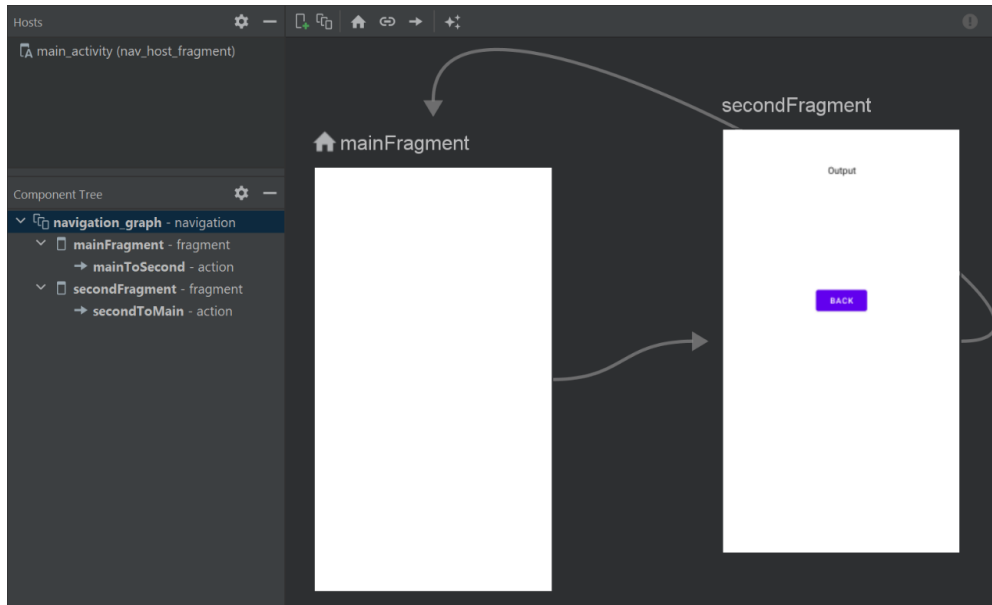 Hosts
main_activity (nav_host_fragment)
Component Tree
navigation_graph - navigation
mainFragment - fragment
mainToSecond - action
secondFragment - fragment
secondToMain - action
mainFragment
secondFragment
Output
BACK